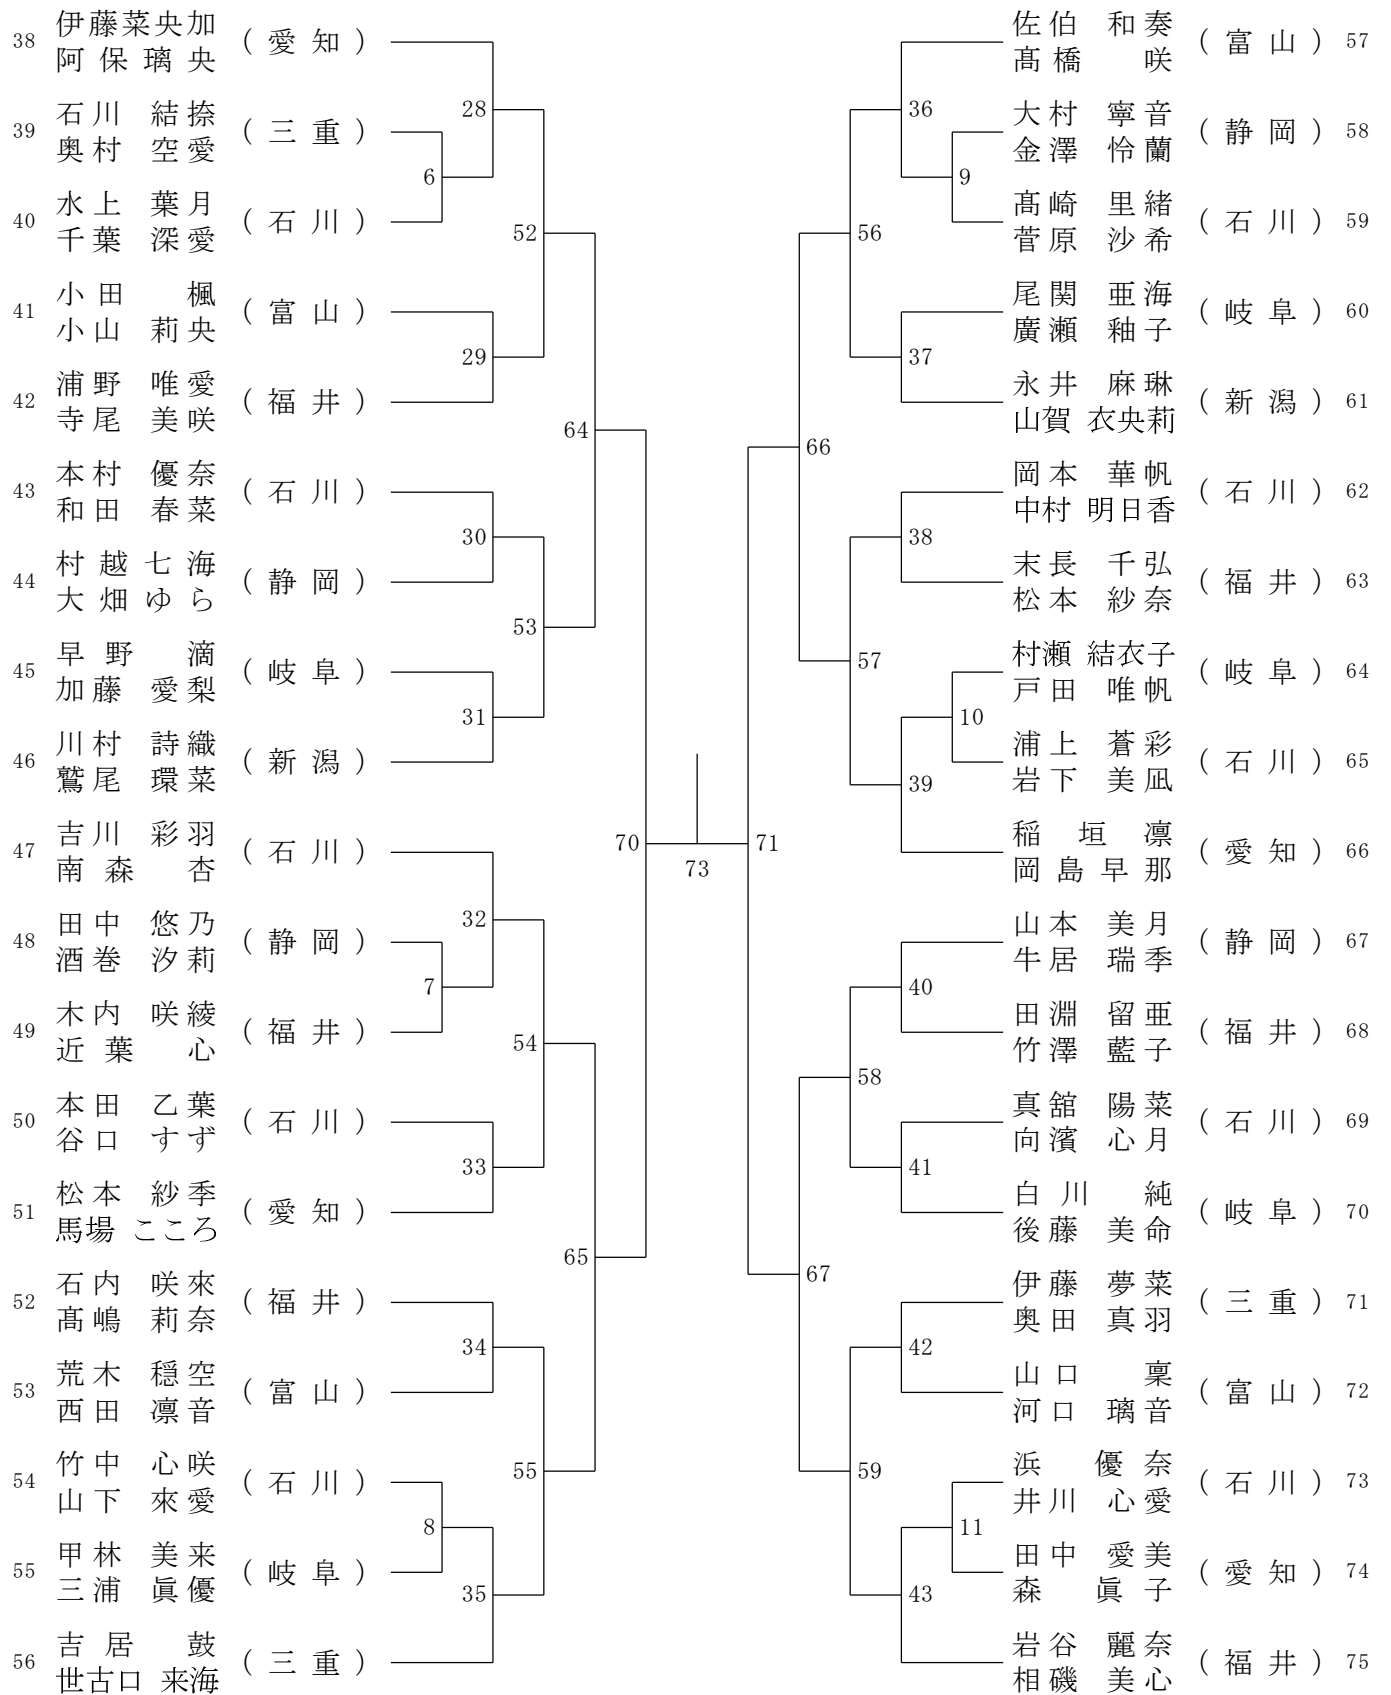 38 伊藤菜央加 (愛知)
阿保璃央
39 石川 結捺 (三重)
奥村 空愛
40 水上 葉月 (石川)
千葉 深愛
41 小田 楓 (富山)
小山 莉央
42 浦野 唯愛 (福井)
寺尾 美咲
43 本村 優奈 (石川)
和田 春菜
44 村越七海 (静岡)
大畑ゆら
45 早野 滴 (岐阜)
加藤 愛梨
46 川村 詩織 (新潟)
鷲尾 環菜
47 吉川 彩羽 (石川)
南森 杏
48 田中 悠乃 (静岡)
酒巻 汐莉
49 木内 咲綾 (福井)
近葉 心
50 本田 乙葉 (石川)
谷口 すず
51 松本 紗季 (愛知)
馬場 こころ
52 石内 咲來 (福井)
髙嶋 莉奈
53 荒木 穏空 (富山)
西田 凛音
54 竹中 心咲 (石川)
山下 來愛
55 甲林 美来 (岐阜)
三浦 眞優
56 吉居 鼓 (三重)
世古口 来海
28
6
52
29
64
30
53
31
70
32
7
54
33
65
34
55
8
35
73
71
36
9
56
37
66
38
57
10
39
40
58
41
67
42
59
11
43
佐伯 和奏 (富山) 57
髙橋 咲
大村 寧音 (静岡) 58
金澤 怜蘭
髙崎 里緒 (石川) 59
菅原 沙希
尾関 亜海 (岐阜) 60
廣瀬 釉子
永井 麻琳 (新潟) 61
山賀 衣央莉
岡本 華帆 (石川) 62
中村 明日香
末長 千弘 (福井) 63
松本 紗奈
村瀬 結衣子 (岐阜) 64
戸田 唯帆
浦上 蒼彩 (石川) 65
岩下 美凪
稲垣凛 (愛知) 66
岡島早那
山本 美月 (静岡) 67
牛居 瑞季
田淵 留亜 (福井) 68
竹澤 藍子
真舘 陽菜 (石川) 69
向濱 心月
白川 純 (岐阜) 70
後藤 美命
伊藤 夢菜 (三重) 71
奥田 真羽
山口 稟 (富山) 72
河口 璃音
浜 優奈 (石川) 73
井川 心愛
田中 愛美 (愛知) 74
森 眞子
岩谷 麗奈 (福井) 75
相磯 美心